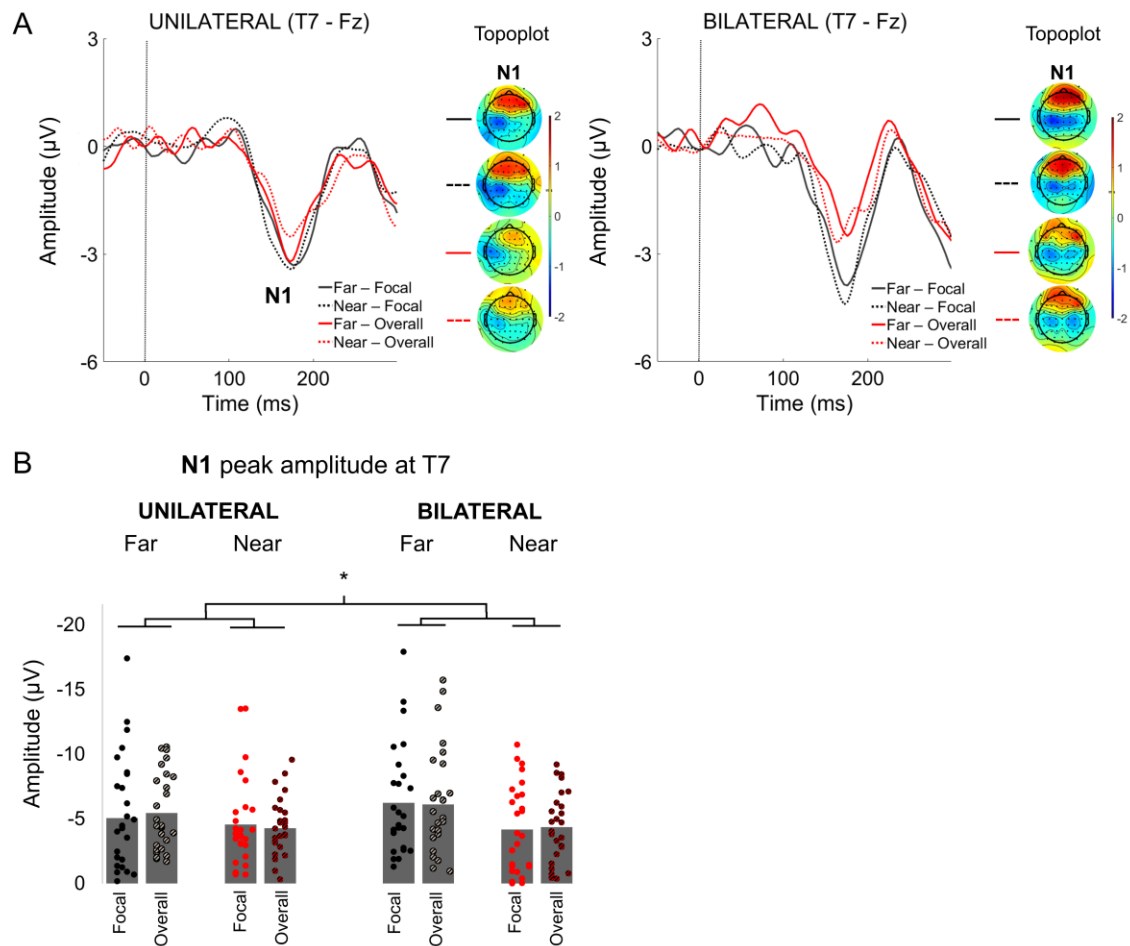 A
UNILATERAL (T7 - Fz)
Topoplot
N1
3
0
-3
-6
Amplitude (µV)
0
200
Time (ms)
N1
Far – Focal
Near – Focal
Far – Overall
Near – Overall
2
1
0
-1
-2
BILATERAL (T7 - Fz)
Topoplot
N1
3
0
-3
-6
Amplitude (µV)
0
200
Time (ms)
Far – Focal
Near – Focal
Far – Overall
Near – Overall
2
1
0
-1
-2
B
N1 peak amplitude at T7
UNILATERAL
BILATERAL
Far
Near
Far
Near
*
-20
-15
-10
-5
0
Amplitude (µV)
Focal
Overall
Focal
Overall
Focal
Overall
Focal
Overall